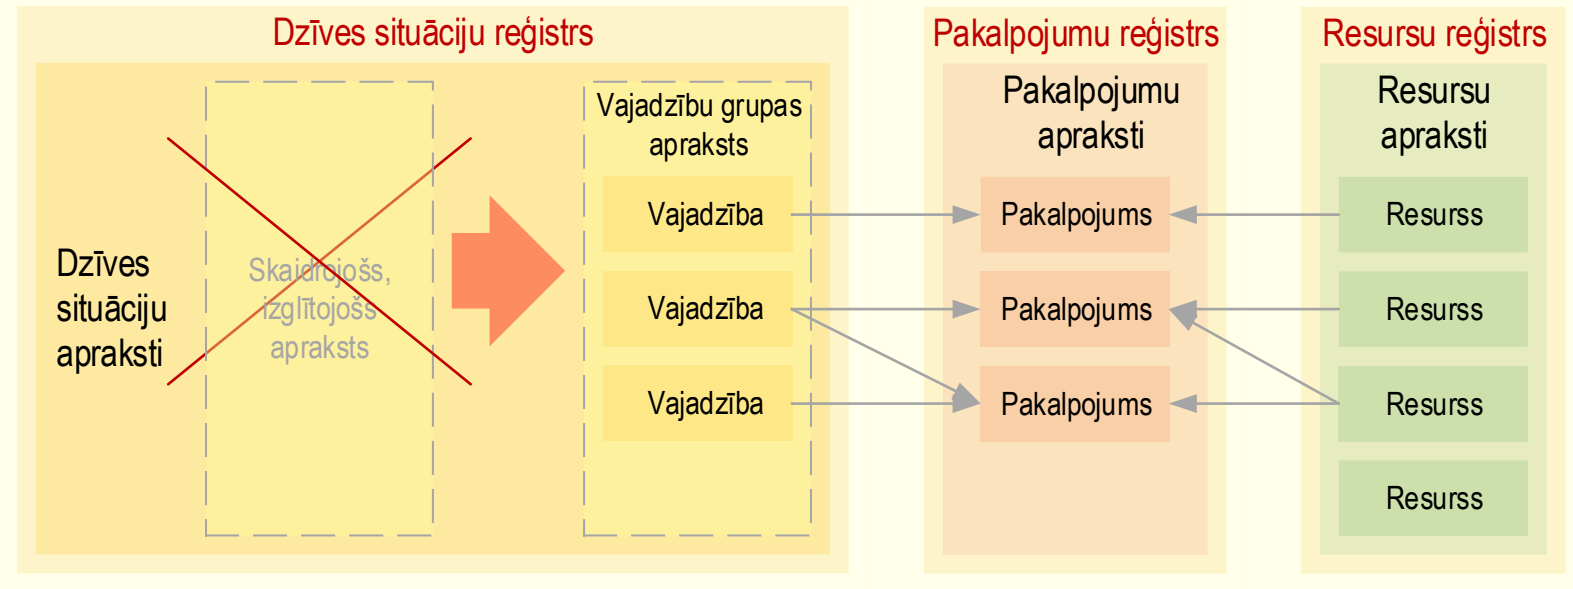 Dzīves situāciju reģistrs
Dzīves
situāciju
apraksti
Skaidrojošs,
izglītojošs
apraksts
Vajadzību grupas
apraksts
Vajadzība
Vajadzība
Vajadzība
Pakalpojumu reģistrs
Pakalpojumu
apraksti
Pakalpojums
Pakalpojums
Pakalpojums
Resursu reģistrs
Resursu
apraksti
Resurss
Resurss
Resurss
Resurss